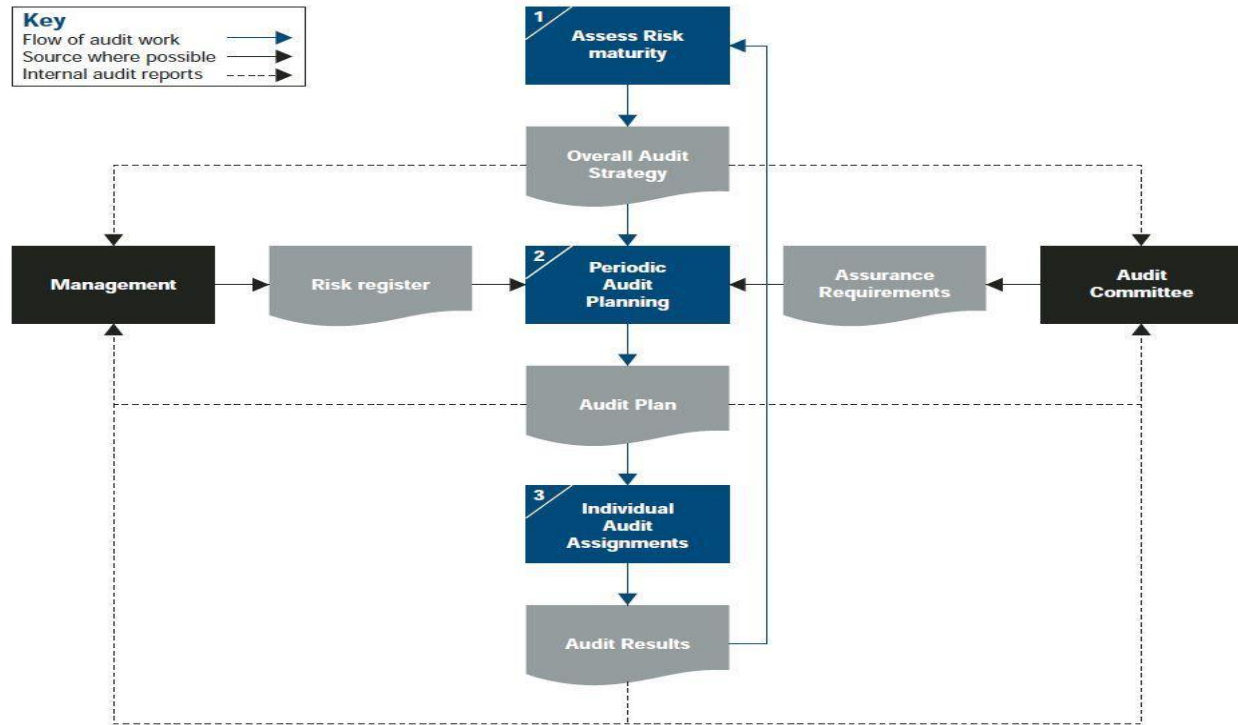 Key
Flow of audit work
Source where possible
Internal audit reports
1
Assess Risk
maturity
Overall Audit
Strategy
Management
Risk register
2
Periodic
Audit
Planning
Assurance
Requirements
Audit
Committee
Audit Plan
3
Individual
Audit
Assignments
Audit Results